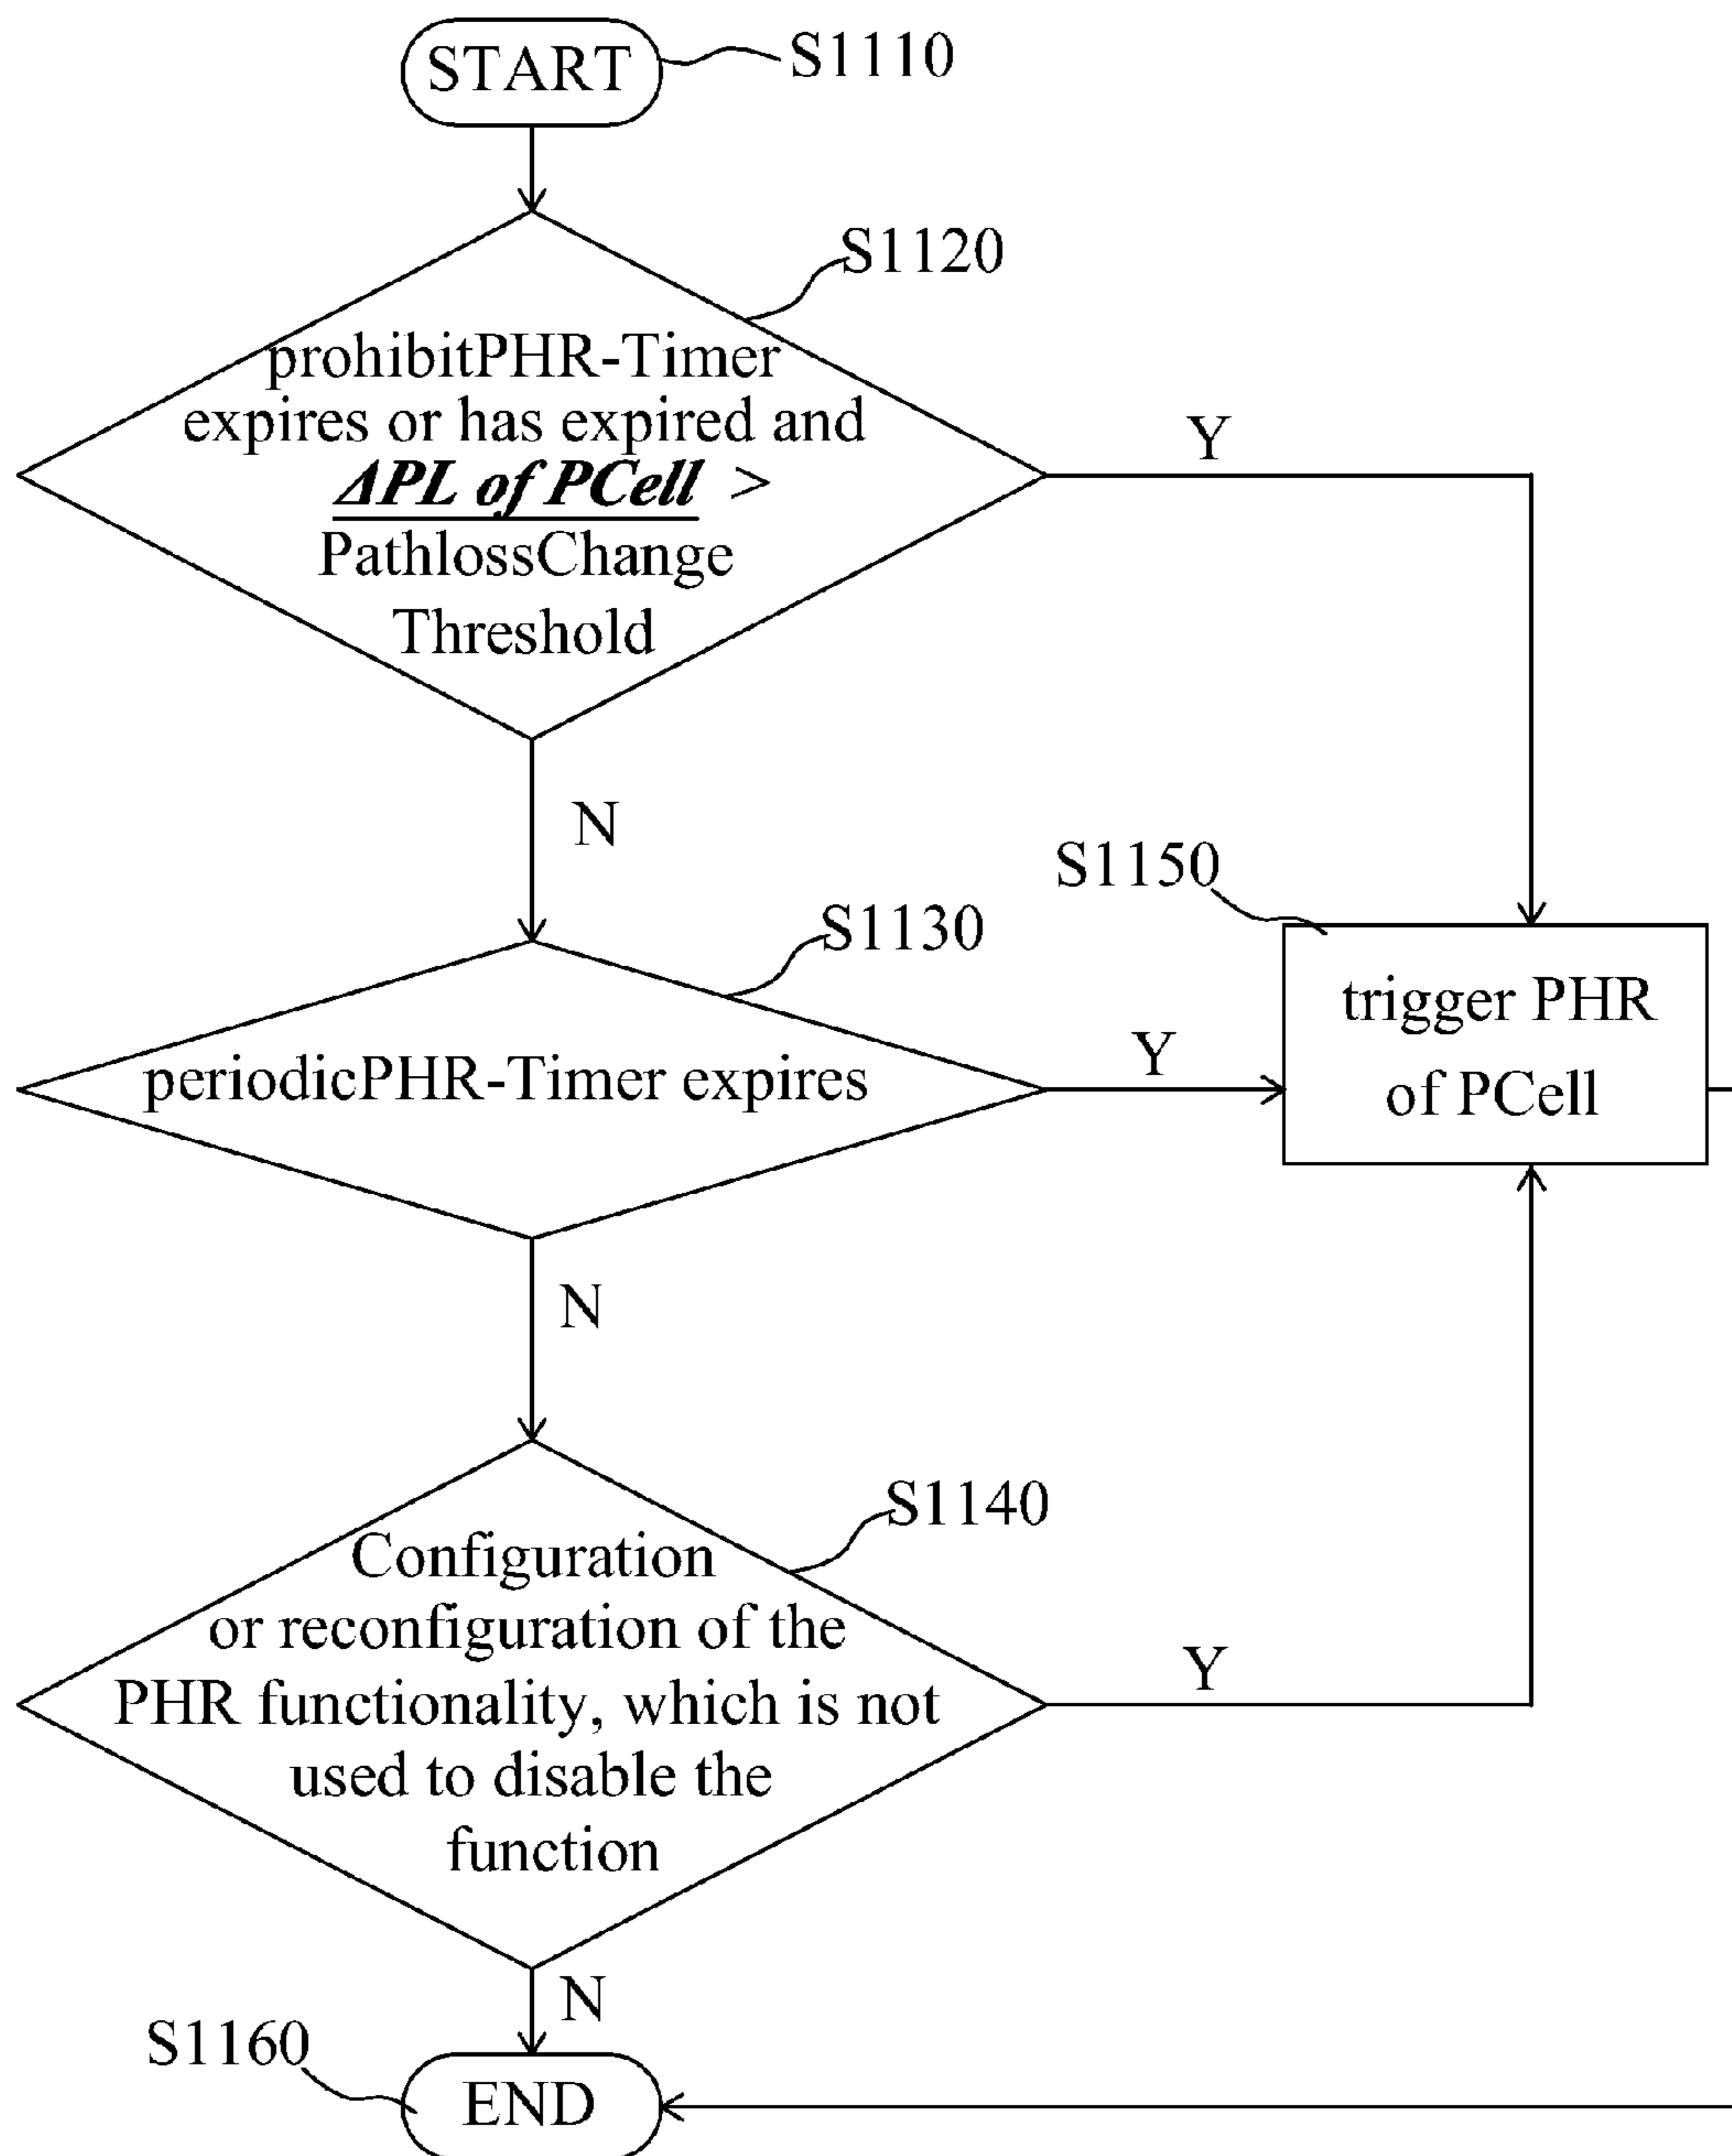 START
S1110
S1120
prohibitPHR-Timer
expires or has expired and
ΔPL of PCell >
PathlossChange
Threshold
Y
N
S1150
S1130
trigger PHR
of PCell
periodicPHR-Timer expires
Y
N
S1140
Configuration
or reconfiguration of the
PHR functionality, which is not
used to disable the
function
Y
N
S1160
END